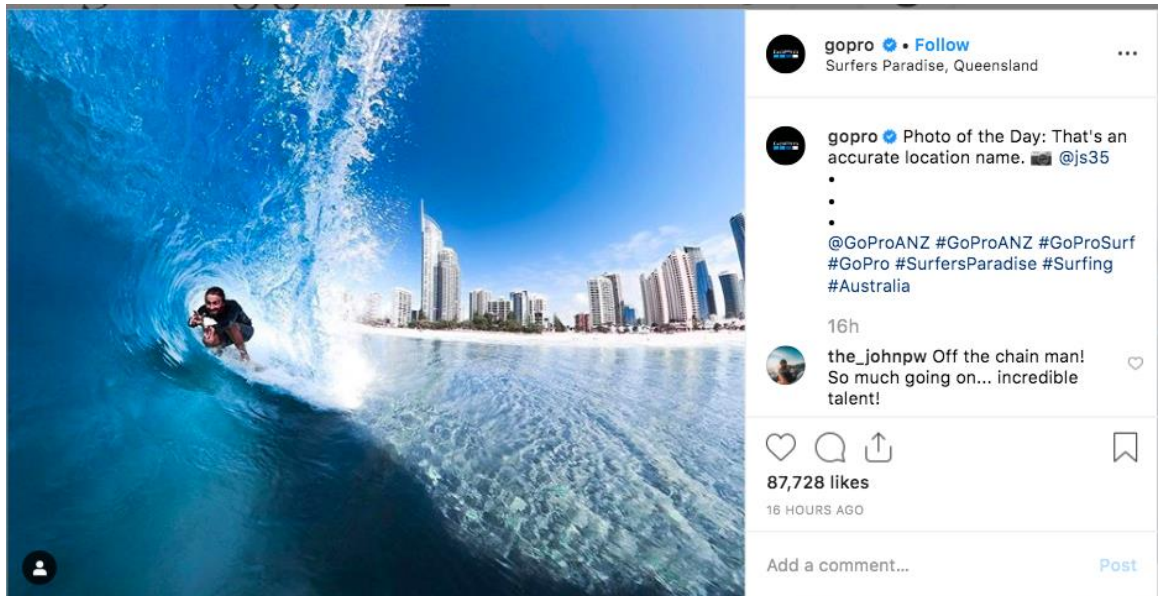 gopro • Follow
Surfers Paradise, Queensland
gopro Photo of the Day: That's an
accurate location name. 📷 @js35
•
•
•
@GoProANZ #GoProANZ #GoProSurf
#GoPro #SurfersParadise #Surfing
#Australia
16h
the_johnpw Off the chain man!
So much going on... incredible
talent!
87,728 likes
16 HOURS AGO
Add a comment...
Post